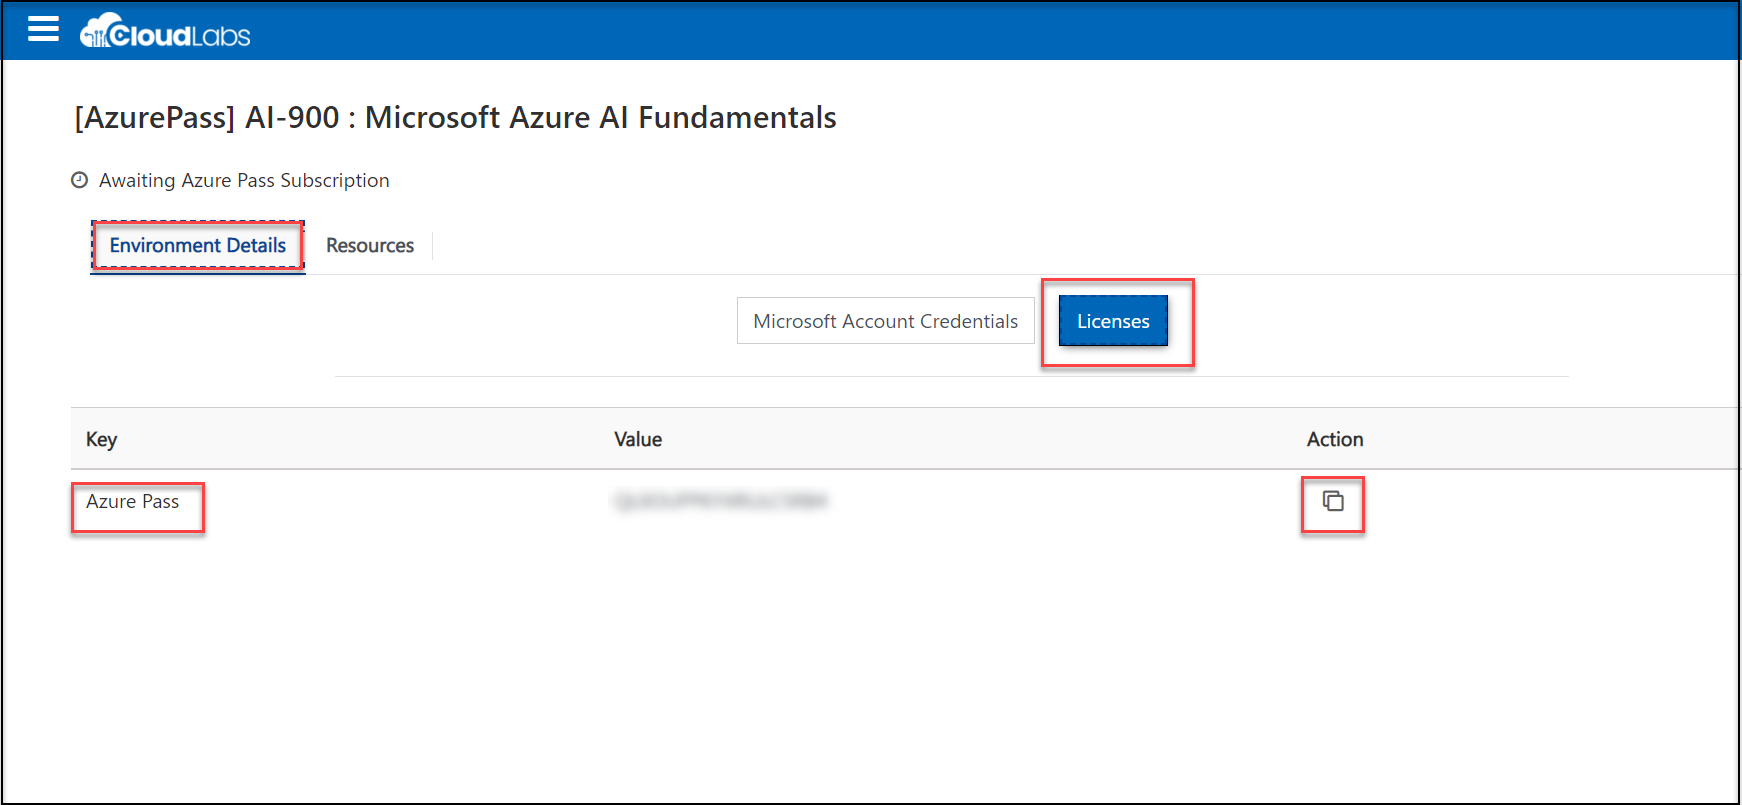 CloudLabs
[AzurePass] AI-900 : Microsoft Azure AI Fundamentals
Awaiting Azure Pass Subscription
Environment Details Resources
Microsoft Account Credentials Licenses
Key Value Action
Azure Pass